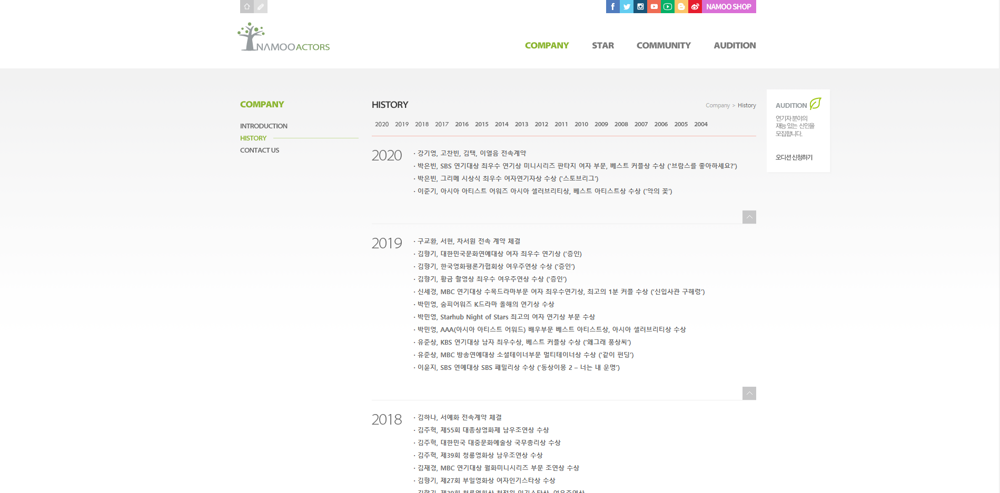 NAMOO SHOP
NAMOO ACTORS
COMPANY STAR COMMUNITY AUDITION
COMPANY
INTRODUCTION
HISTORY
CONTACT US
HISTORY
Company > History
2020 2019 2018 2017 2016 2015 2014 2013 2012 2011 2010 2009 2008 2007 2006 2005 2004
2020
· 강기영, 고찬빈, 김택, 이열음 전속계약
· 박은빈, SBS 연기대상 최우수 연기상 미니시리즈 판타지 여자 부문, 베스트 커플상 수상 ('브람스를 좋아하세요?')
· 박은빈, 그리메 시상식 최우수 여자연기자상 수상 ('스토브리그')
· 이준기, 아시아 아티스트 어워즈 아시아 셀러브리티상, 베스트 아티스트상 수상 ('악의 꽃')
2019
· 구교환, 서현, 차서원 전속 계약 체결
· 김향기, 대한민국문화연예대상 여자 최우수 연기상 (‘증인)
· 김향기, 한국영화평론가협회상 여우주연상 수상 (‘증인’)
· 김향기, 황금 촬영상 최우수 여우주연상 수상 (‘증인’)
· 신세경, MBC 연기대상 수목드라마부문 여자 최우수연기상, 최고의 1분 커플 수상 (‘신입사관 구해령’)
· 박민영, 숨피어워즈 K드라마 올해의 연기상 수상
· 박민영, Starhub Night of Stars 최고의 여자 연기상 부문 수상
· 박민영, AAA(아시아 아티스트 어워드) 배우부문 베스트 아티스트상, 아시아 셀러브리티상 수상
· 유준상, KBS 연기대상 남자 최우수상, 베스트 커플상 수상 (‘왜그래 풍상씨’)
· 유준상, MBC 방송연예대상 소셜테이너부문 멀티테이너상 수상 (‘같이 펀딩’)
· 이윤지, SBS 연예대상 SBS 패밀리상 수상 (‘동상이몽 2 – 너는 내 운명’)
2018
· 김하나, 서예화 전속계약 체결
· 김주혁, 제55회 대종상영화제 남우조연상 수상
· 김주혁, 대한민국 대중문화예술상 국무총리상 수상
· 김주혁, 제39회 청룡영화상 남우조연상 수상
· 김재경, MBC 연기대상 월화미니시리즈 부문 조연상 수상
· 김향기, 제27회 부일영화상 여자인기스타상 수상
AUDITION
연기자 분야의
재능 있는 신인을
모집합니다.
오디션 신청하기